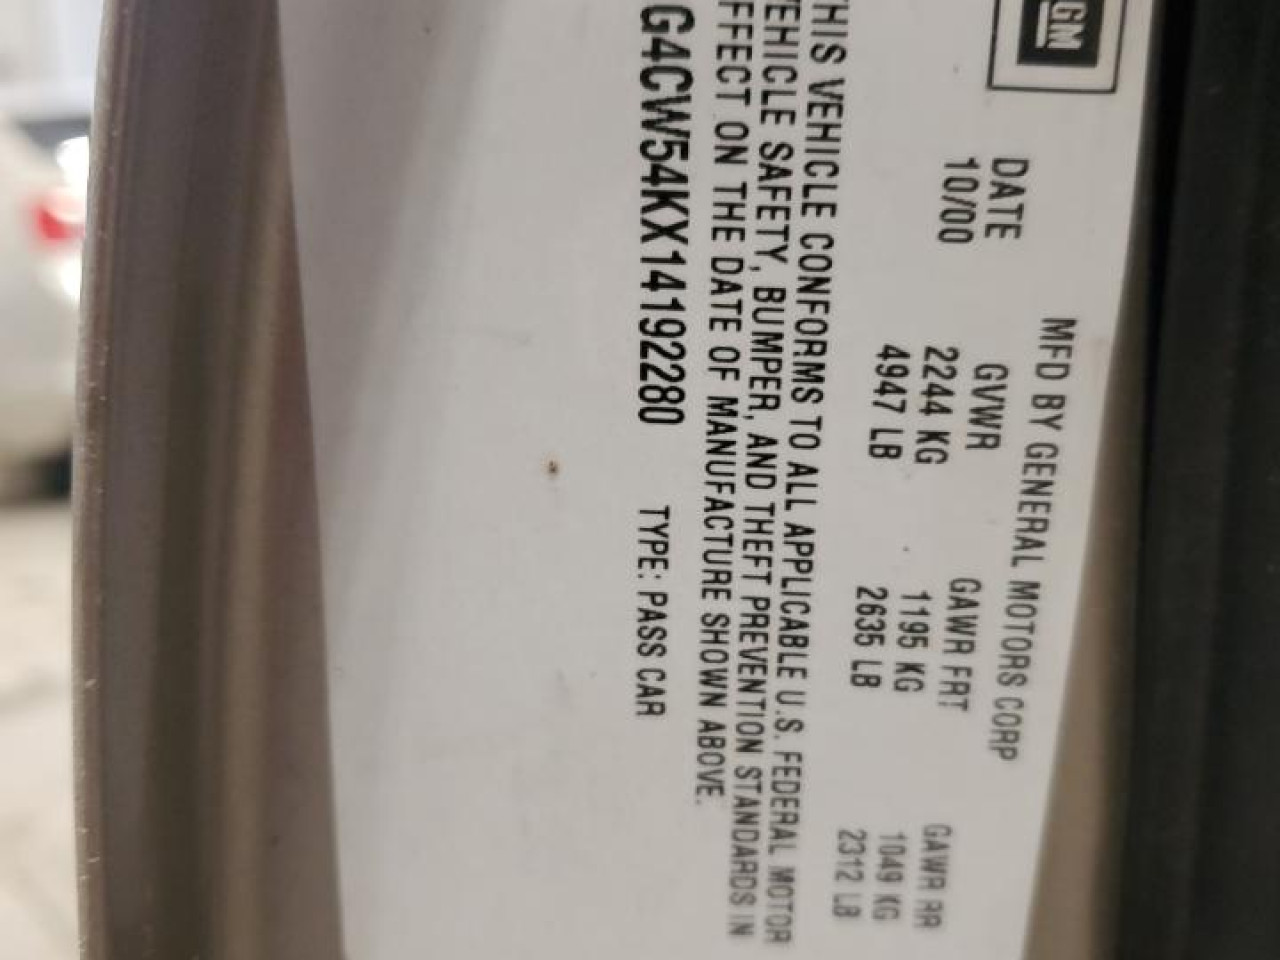 GM
MFD BY GENERAL MOTORS CORP
DATE GVWR GAWR FRT GAWR RR
10/00 2244 KG 1195 KG 1049 KG
4947 LB 2635 LB 2312 LB
HIS VEHICLE CONFORMS TO ALL APPLICABLE U.S. FEDERAL MOTOR
EHICLE SAFETY, BUMPER, AND THEFT PREVENTION STANDARDS IN
FFECT ON THE DATE OF MANUFACTURE SHOWN ABOVE.
G4CW54KX14192280 TYPE: PASS CAR